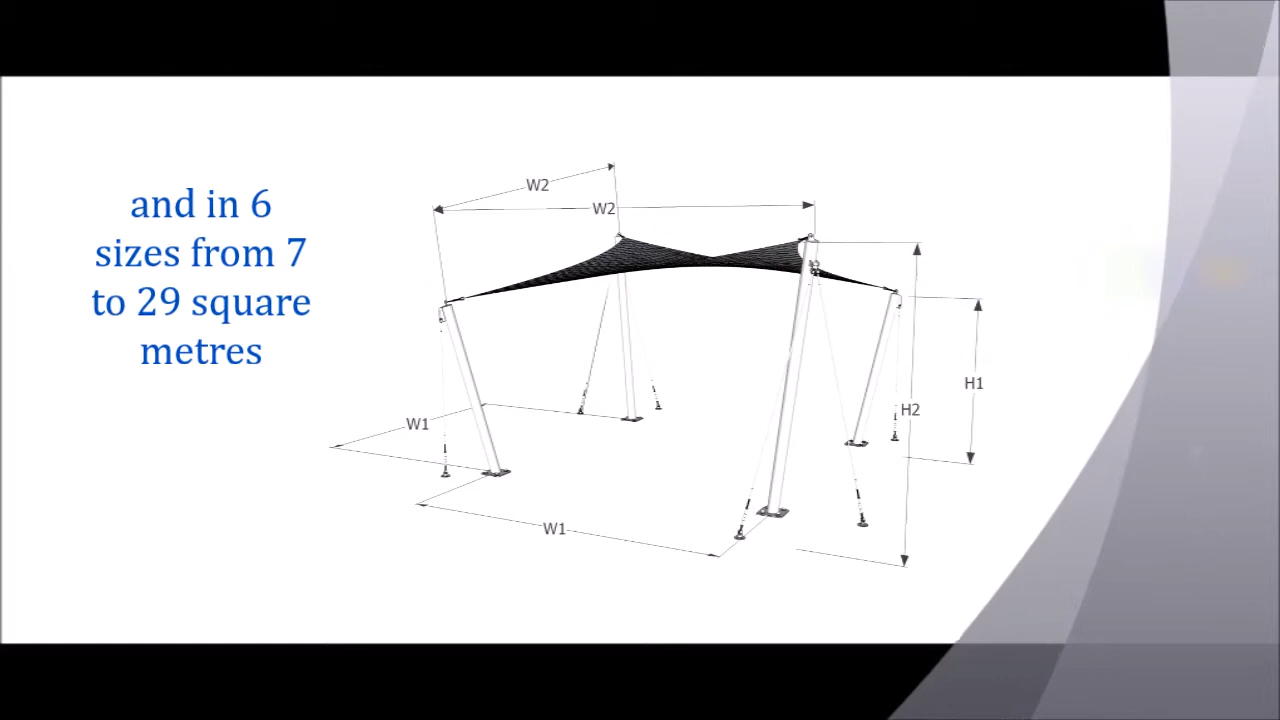 and in 6
sizes from 7
to 29 square
metres
W2
W2
H1
H2
W1
W1